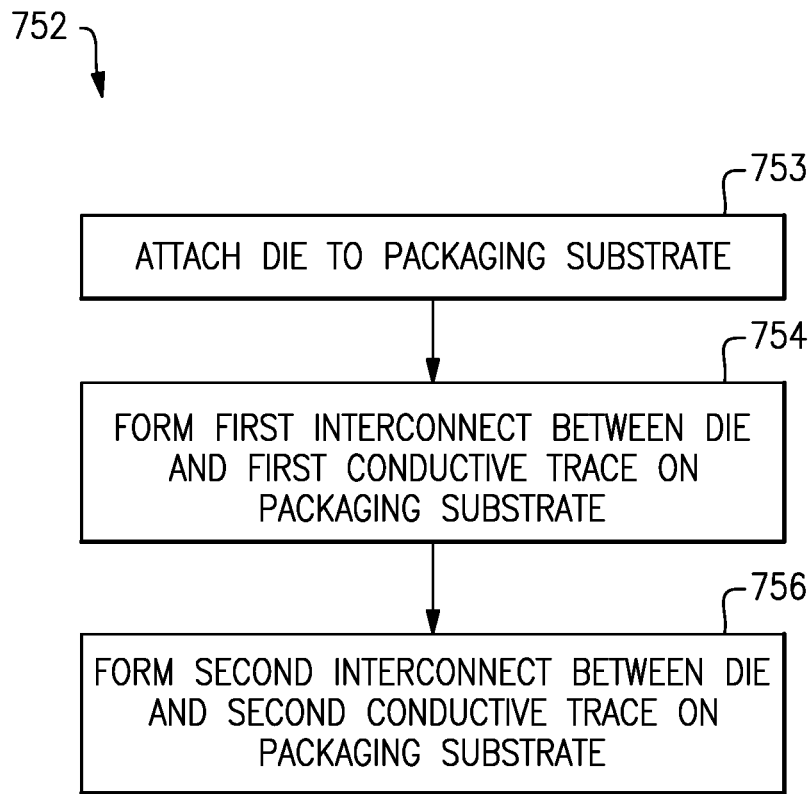 752
753
ATTACH DIE TO PACKAGING SUBSTRATE
754
FORM FIRST INTERCONNECT BETWEEN DIE
AND FIRST CONDUCTIVE TRACE ON
PACKAGING SUBSTRATE
756
FORM SECOND INTERCONNECT BETWEEN DIE
AND SECOND CONDUCTIVE TRACE ON
PACKAGING SUBSTRATE